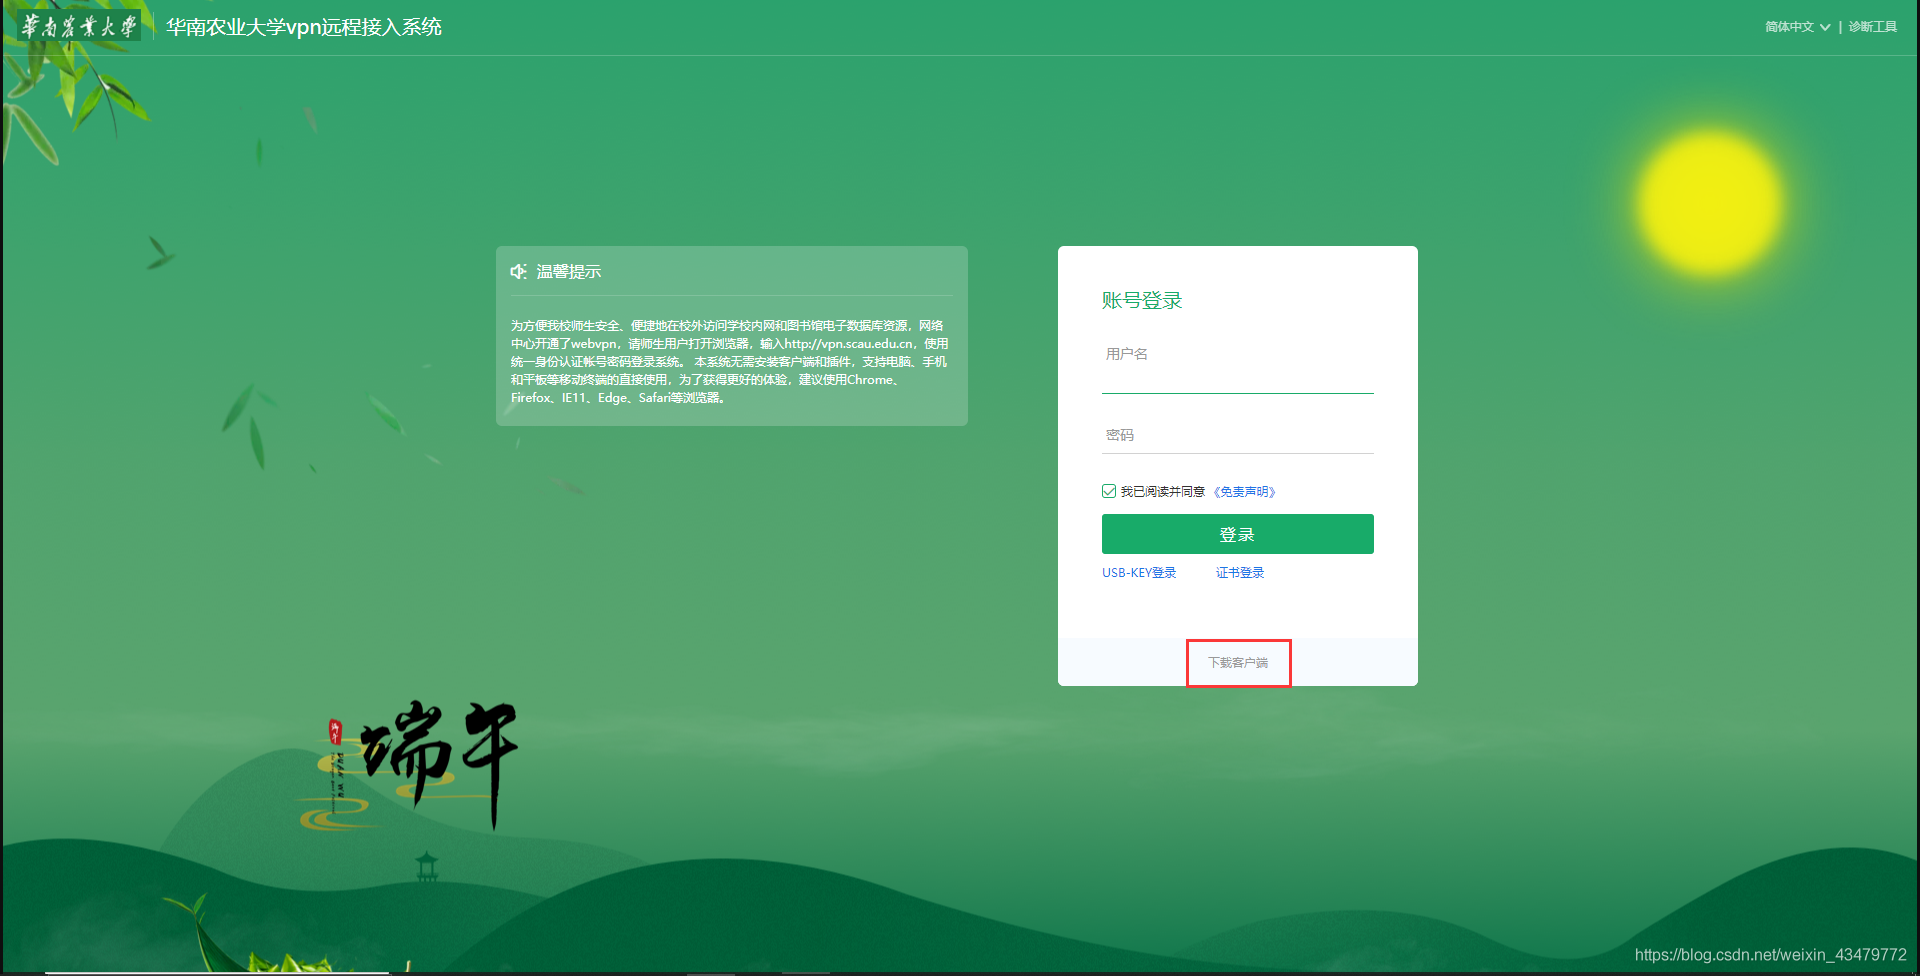 華南農業大學
华南农业大学vpn远程接入系统
简体中文 | 诊断工具
温馨提示
为方便我校师生安全、便捷地在校外访问学校内网和图书馆电子数据库资源，网络
中心开通了webvpn，请师生用户打开浏览器，输入http://vpn.scau.edu.cn，使用
统一身份认证帐号密码登录系统。 本系统无需安装客户端和插件，支持电脑、手机
和平板等移动终端的直接使用，为了获得更好的体验，建议使用Chrome、
Firefox、IE11、Edge、Safari等浏览器。
账号登录
用户名
密码
我已阅读并同意 《免责声明》
登录
USB-KEY登录 证书登录
下载客户端
端午
https://blog.csdn.net/weixin_43479772